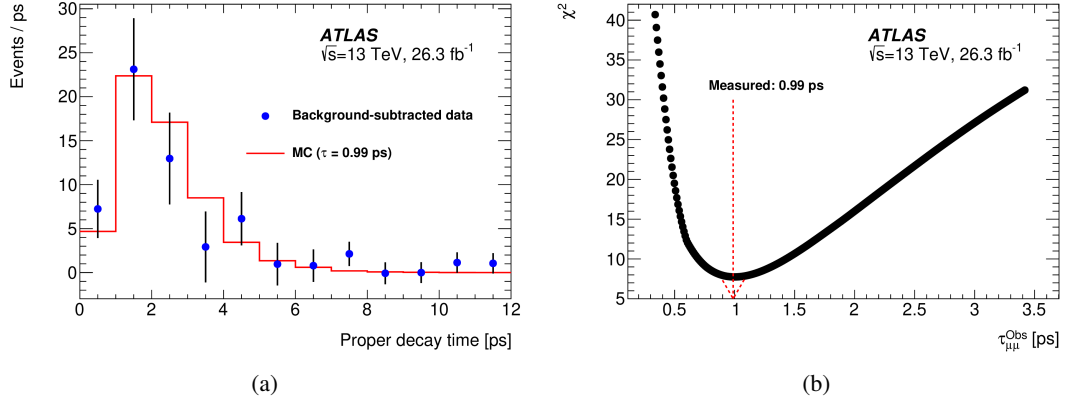 Events / ps
30
25
20
15
10
5
0
0
2
4
6
8
10
12
Proper decay time [ps]
ATLAS
√s=13 TeV, 26.3 fb⁻¹
Background-subtracted data
MC (τ = 0.99 ps)
(a)
χ²
40
35
30
25
20
15
10
5
0.5
1
1.5
2
2.5
3
3.5
τ_μμ^Obs [ps]
ATLAS
√s=13 TeV, 26.3 fb⁻¹
Measured: 0.99 ps
(b)